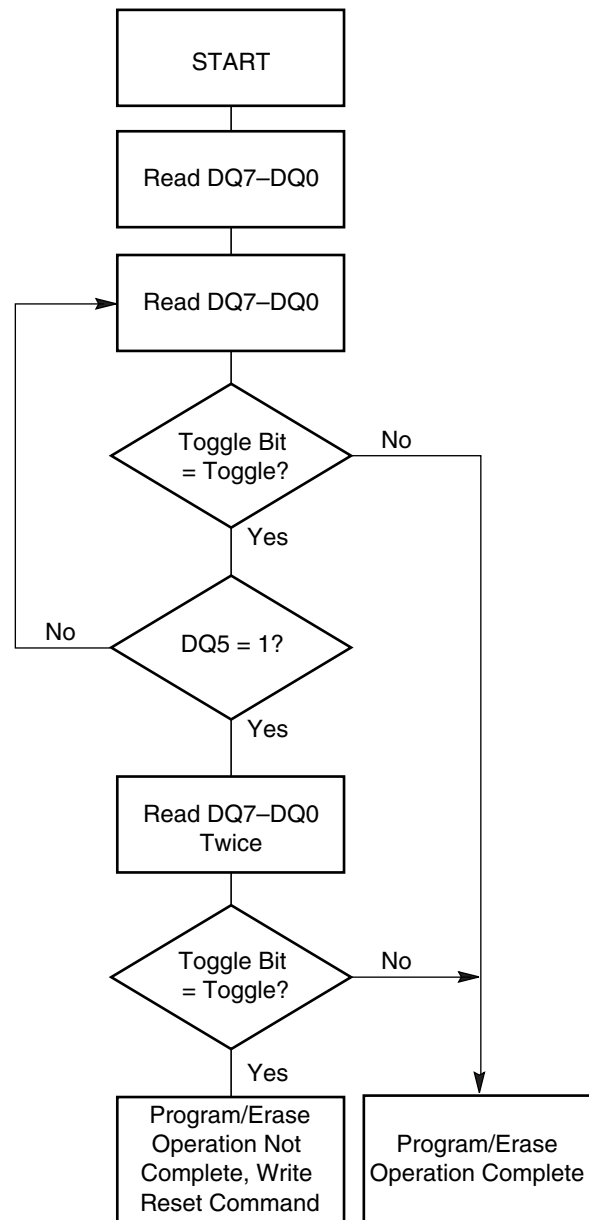 START
Read DQ7–DQ0
Read DQ7–DQ0
Toggle Bit
= Toggle?
No
Yes
No
DQ5 = 1?
Yes
Read DQ7–DQ0
Twice
Toggle Bit
= Toggle?
No
Yes
Program/Erase
Operation Not
Complete, Write
Reset Command
Program/Erase
Operation Complete